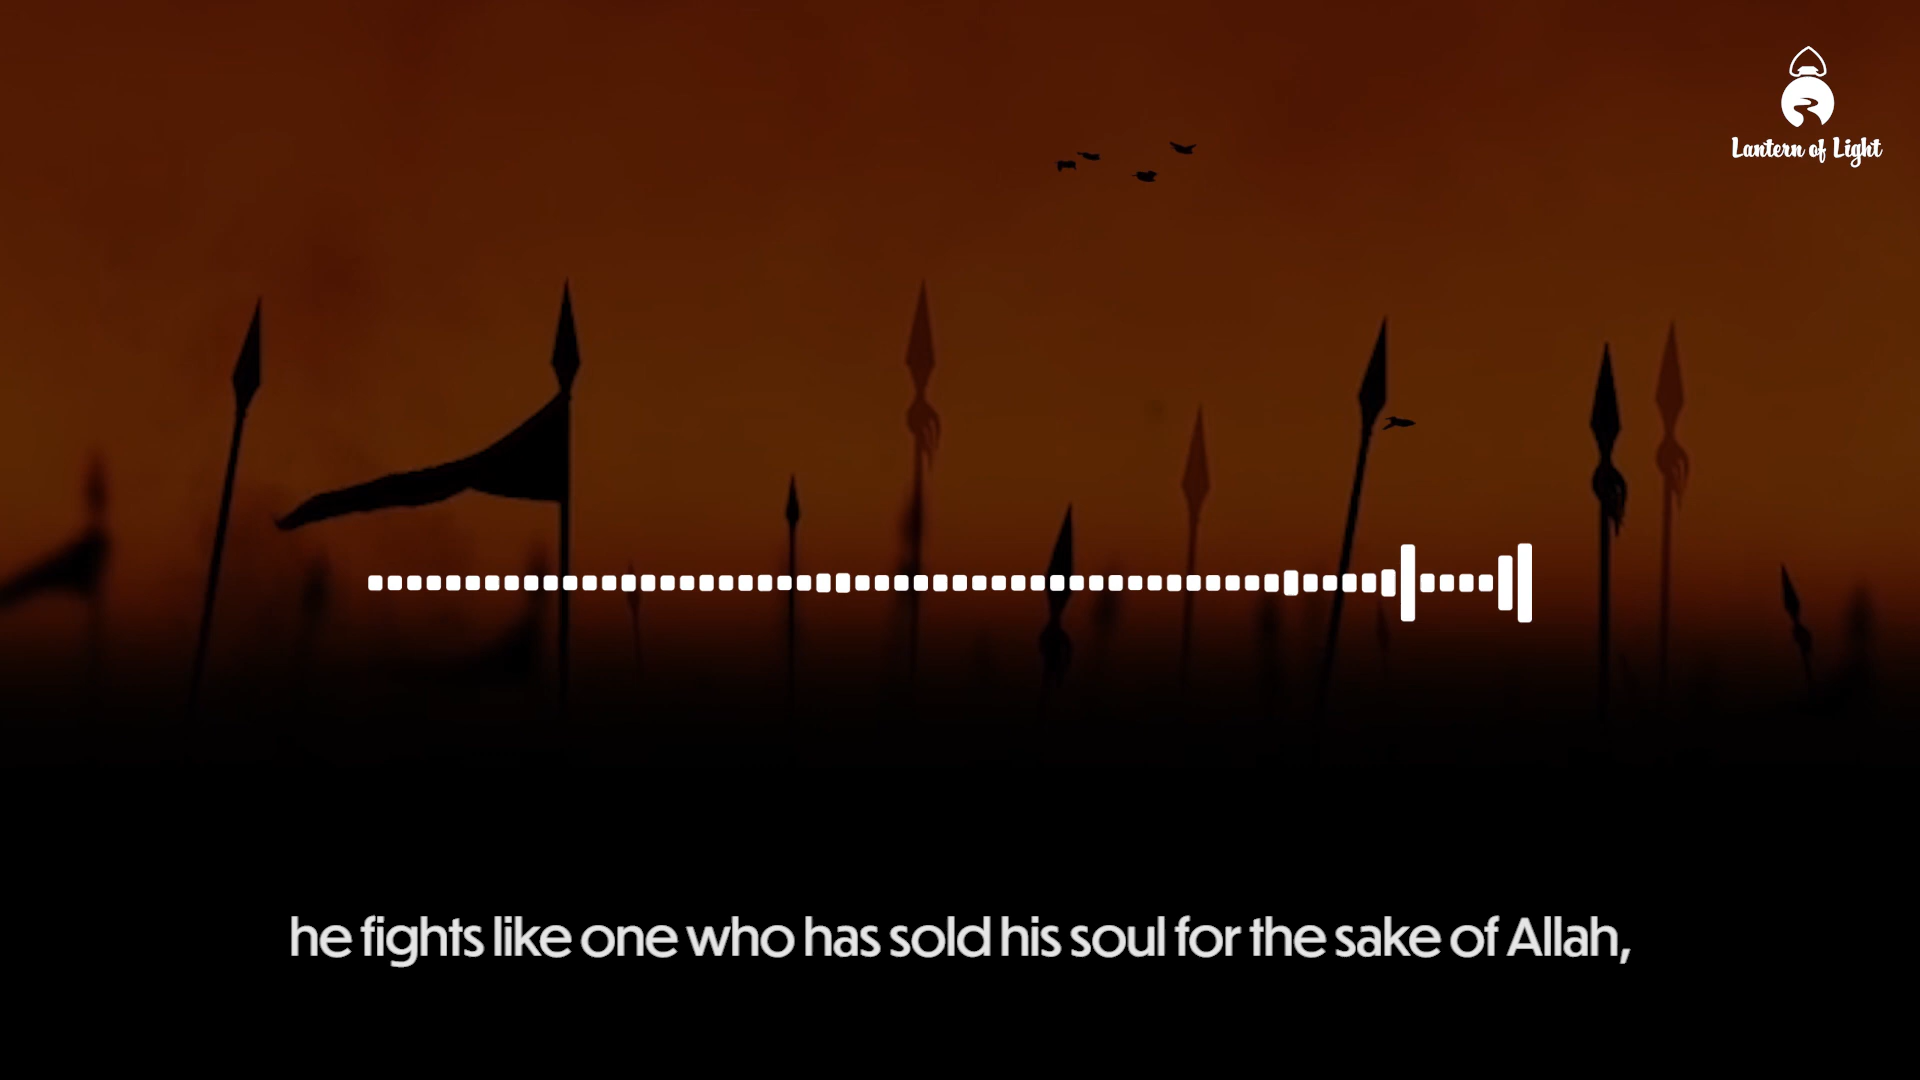 Lantern of Light
he fights like one who has sold his soul for the sake of Allah,